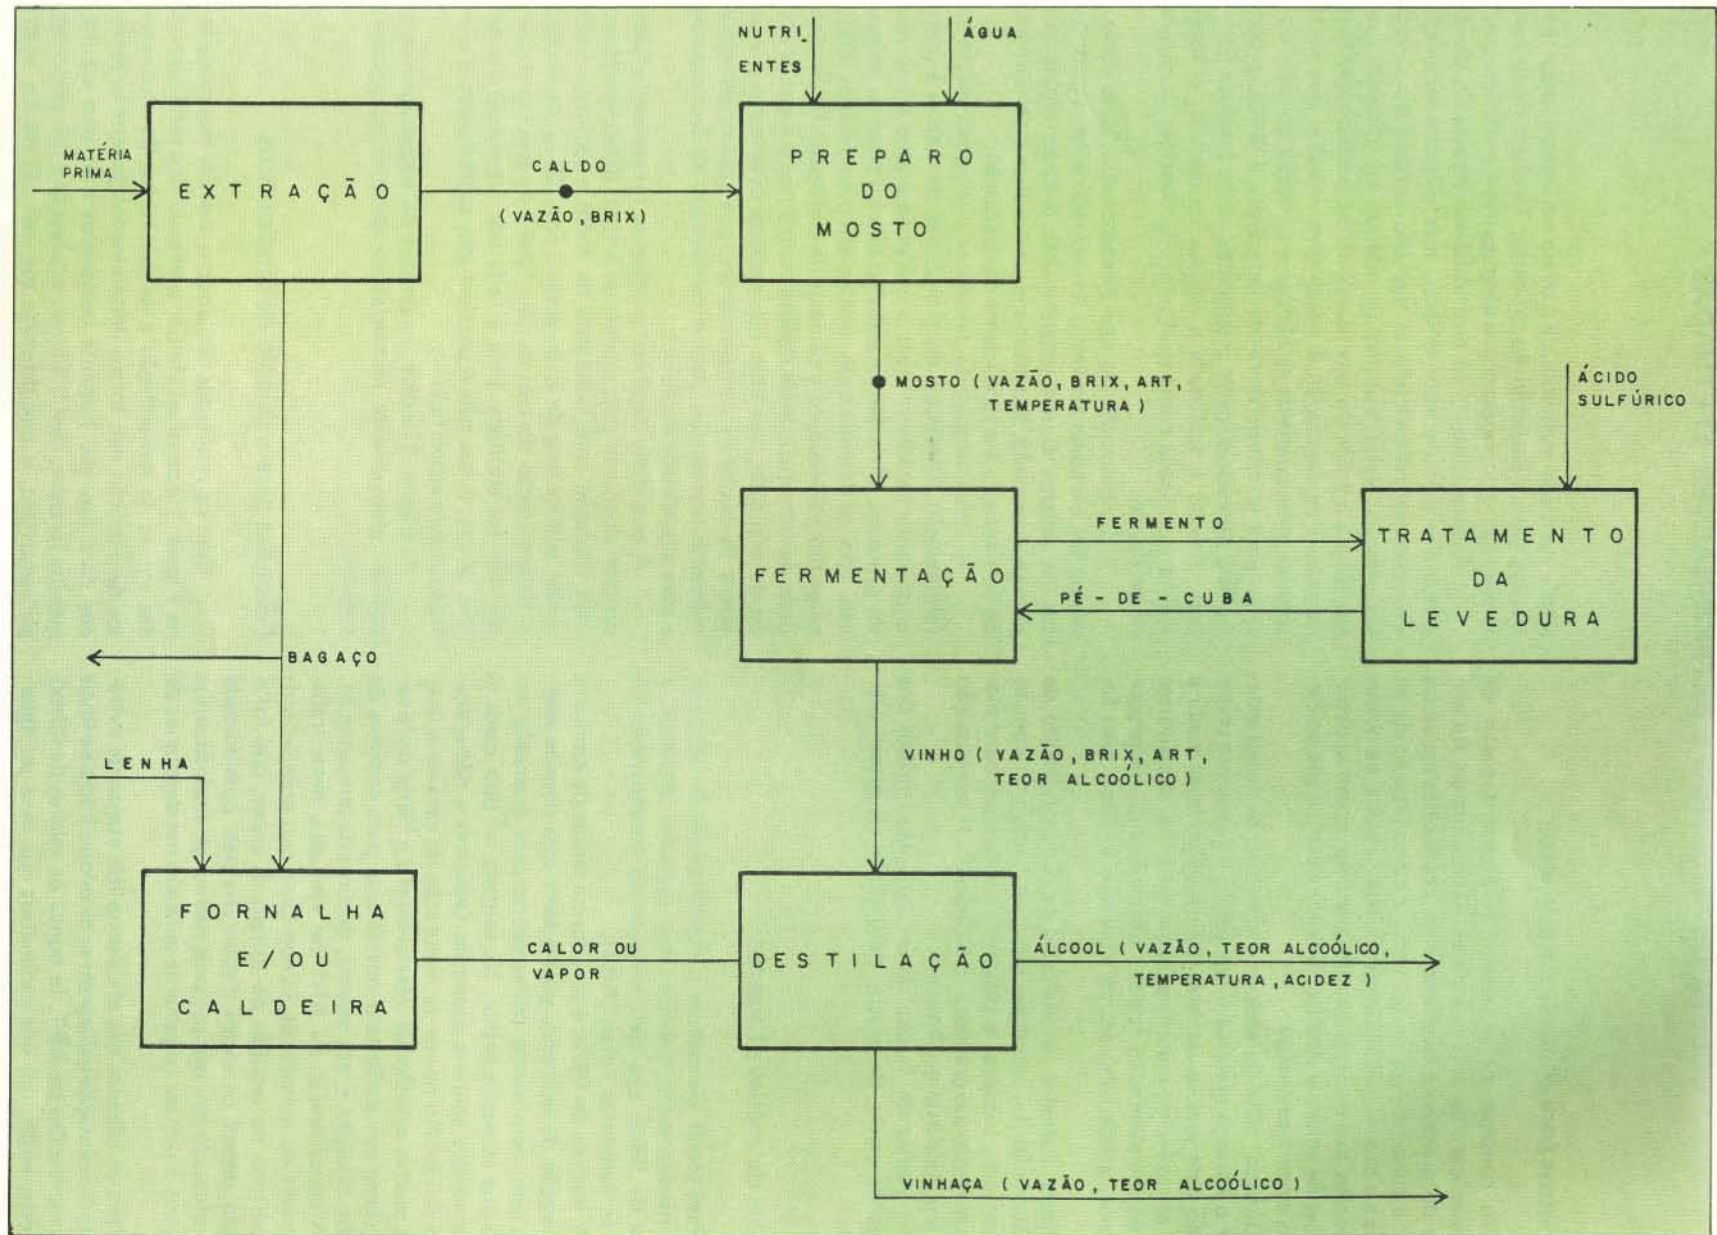 NUTRI_
ENTES
ÁGUA
MATÉRIA
PRIMA
EXTRAÇÃO
CALDO
(VAZÃO, BRIX)
PREPARO
DO
MOSTO
MOSTO (VAZÃO, BRIX, ART,
TEMPERATURA)
ÁCIDO
SULFÚRICO
FERMENTAÇÃO
FERMENTO
PÉ-DE-CUBA
TRATAMENTO
DA
LEVEDURA
BAGAÇO
LENHA
VINHO (VAZÃO, BRIX, ART,
TEOR ALCOÓLICO)
FORNALHA
E/OU
CALDEIRA
CALOR OU
VAPOR
DESTILAÇÃO
ÁLCOOL (VAZÃO, TEOR ALCOÓLICO,
TEMPERATURA, ACIDEZ)
VINHAÇA (VAZÃO, TEOR ALCOÓLICO)